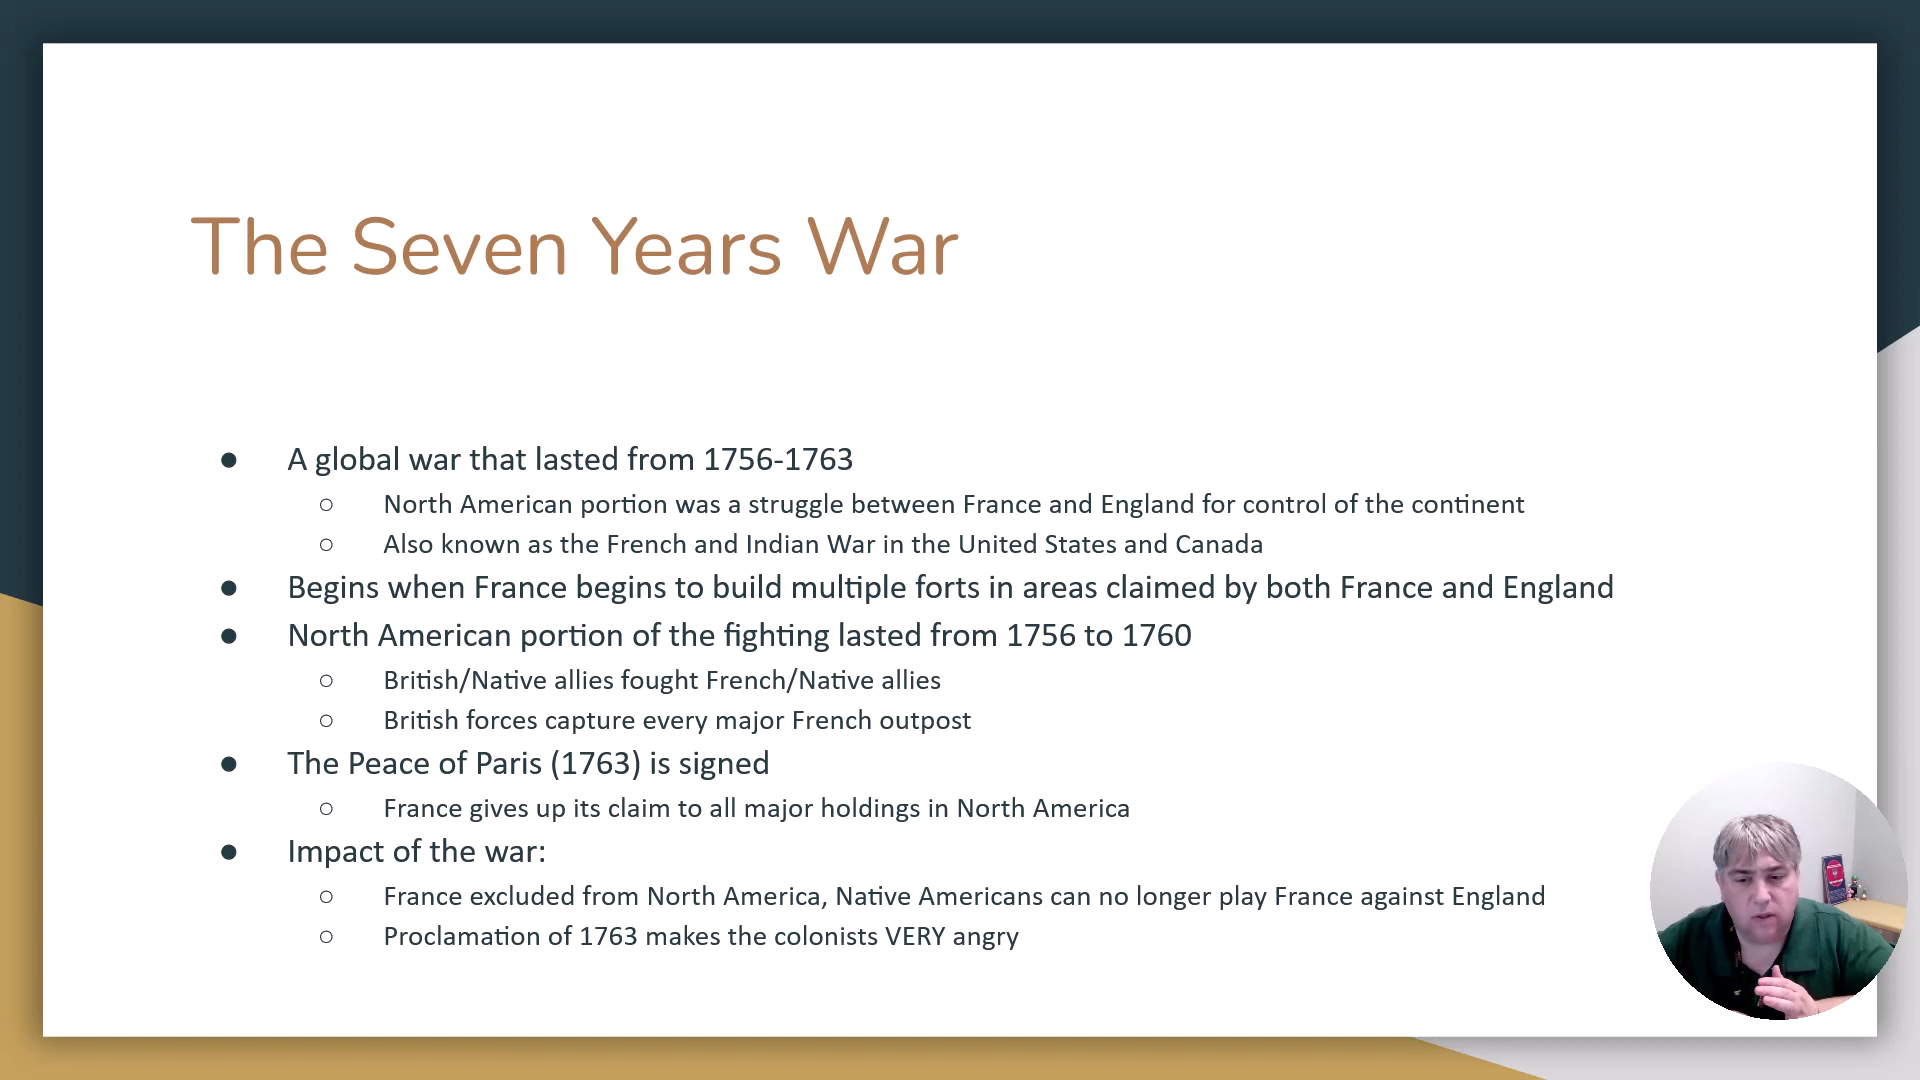 The Seven Years War
● A global war that lasted from 1756-1763
○ North American portion was a struggle between France and England for control of the continent
○ Also known as the French and Indian War in the United States and Canada
● Begins when France begins to build multiple forts in areas claimed by both France and England
● North American portion of the fighting lasted from 1756 to 1760
○ British/Native allies fought French/Native allies
○ British forces capture every major French outpost
● The Peace of Paris (1763) is signed
○ France gives up its claim to all major holdings in North America
● Impact of the war:
○ France excluded from North America, Native Americans can no longer play France against England
○ Proclamation of 1763 makes the colonists VERY angry